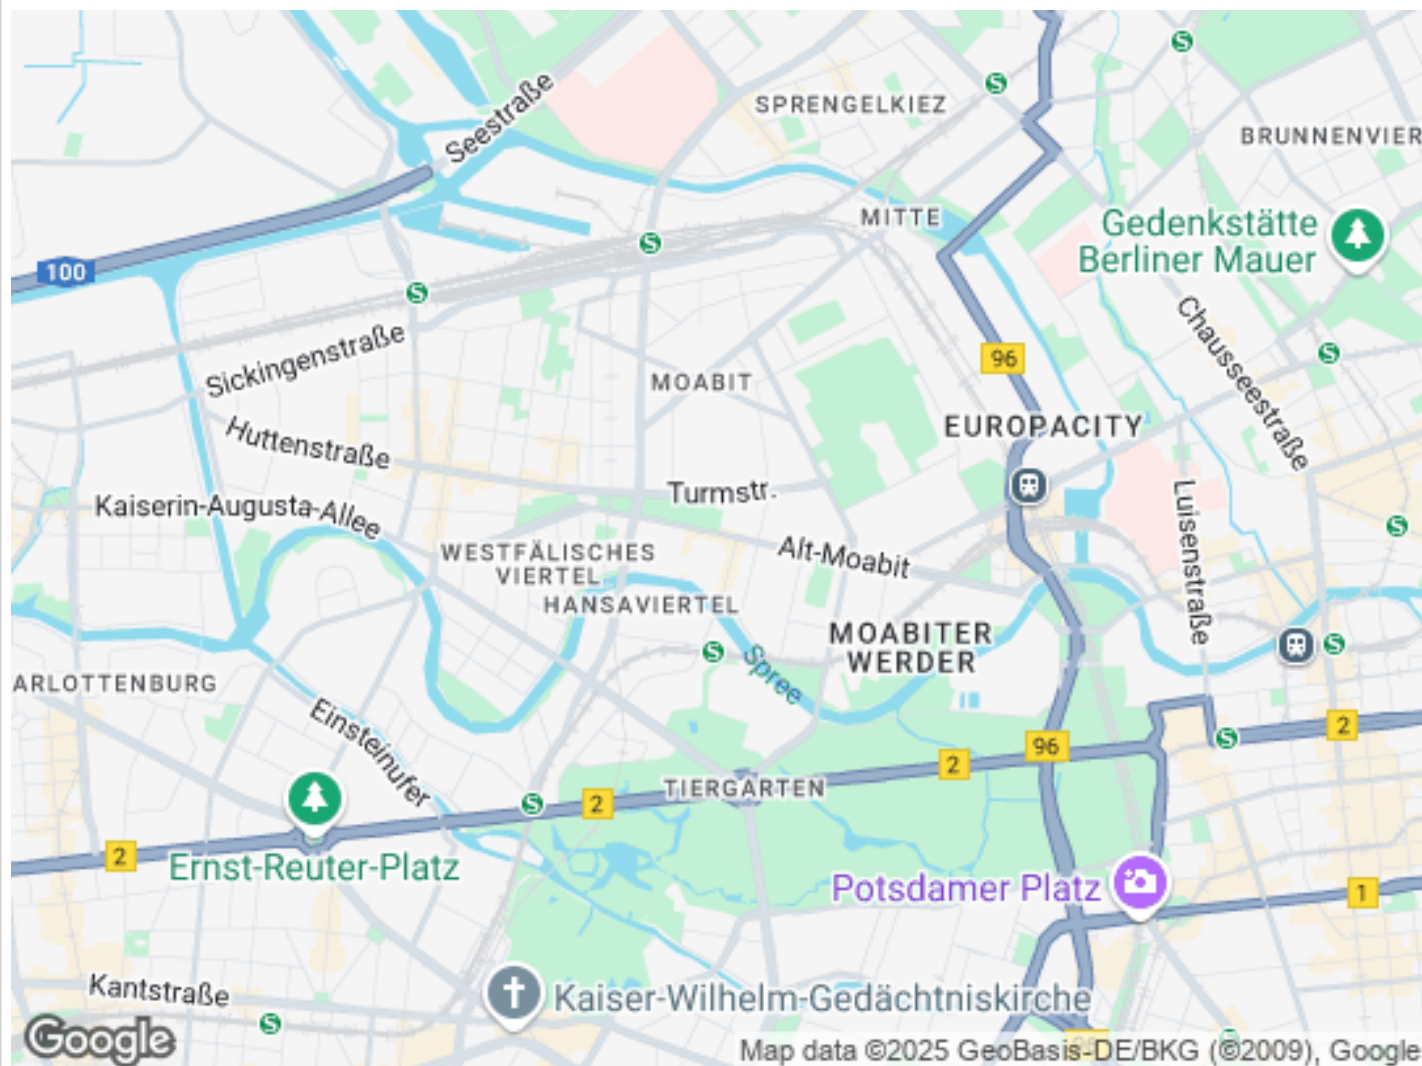 Seestraße
SPRENGELKIEZ
BRUNNENVIER
MITTE
Gedenkstätte
Berliner Mauer
100
S
S
S
S
Sickingenstraße
Chausseestraße
96
S
MOABIT
EUROPACITY
Huttenstraße
Turmstr.
Kaiserin-Augusta-Allee
Luisenstraße
S
WESTFÄLISCHES
VIERTEL
Alt-Moabit
HANSAVIERTEL
MOABITER
WERDER
S
S
Spree
ARLOTTENBURG
Einsteinufer
2
S
96
2
TIERGARTEN
2
S
2
Ernst-Reuter-Platz
Potsdamer Platz
1
Kantstraße
Kaiser-Wilhelm-Gedächtniskirche
S
Google
Map data ©2025 GeoBasis-DE/BKG (©2009), Google